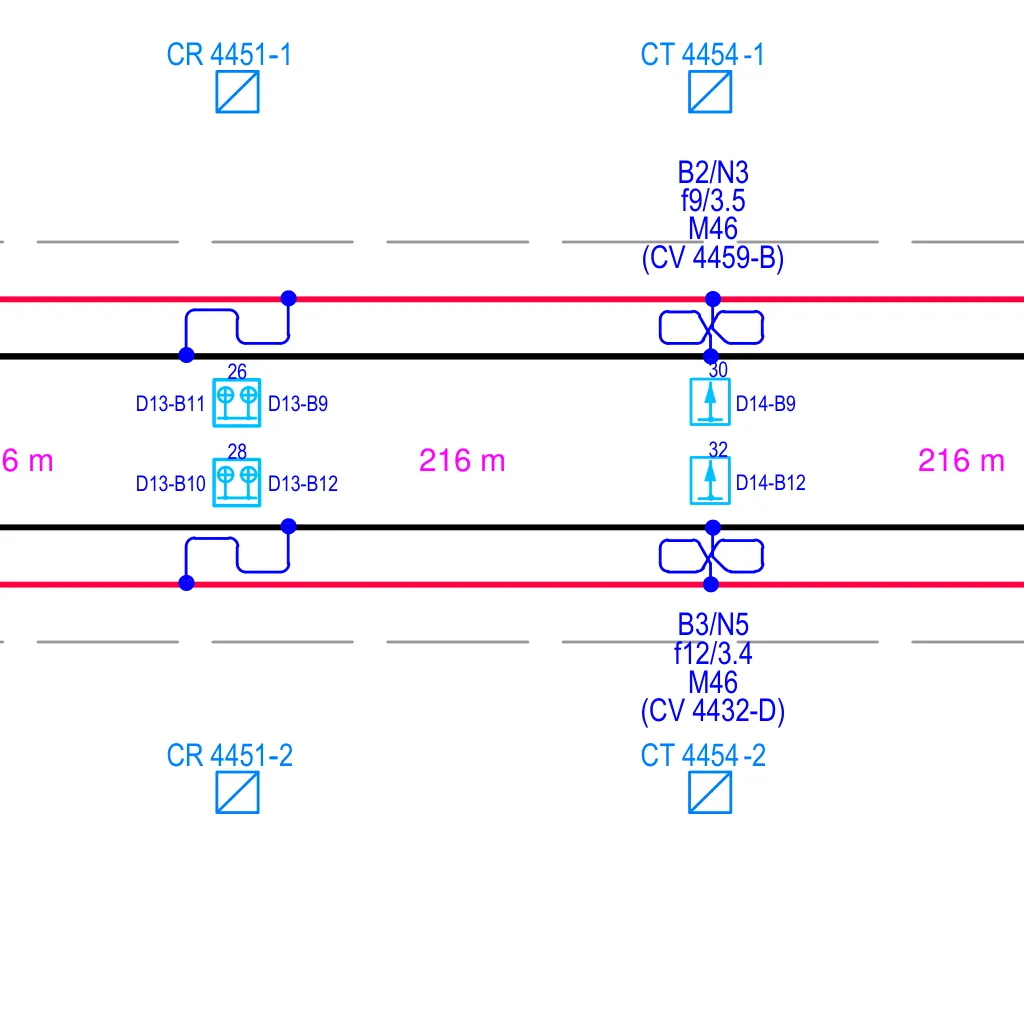 CR 4451-1
CT 4454 -1
B2/N3
f9/3.5
M46
(CV 4459-B)
26
30
D13-B11
D13-B9
D14-B9
6 m
216 m
216 m
28
32
D13-B10
D13-B12
D14-B12
B3/N5
f12/3.4
M46
(CV 4432-D)
CR 4451-2
CT 4454 -2